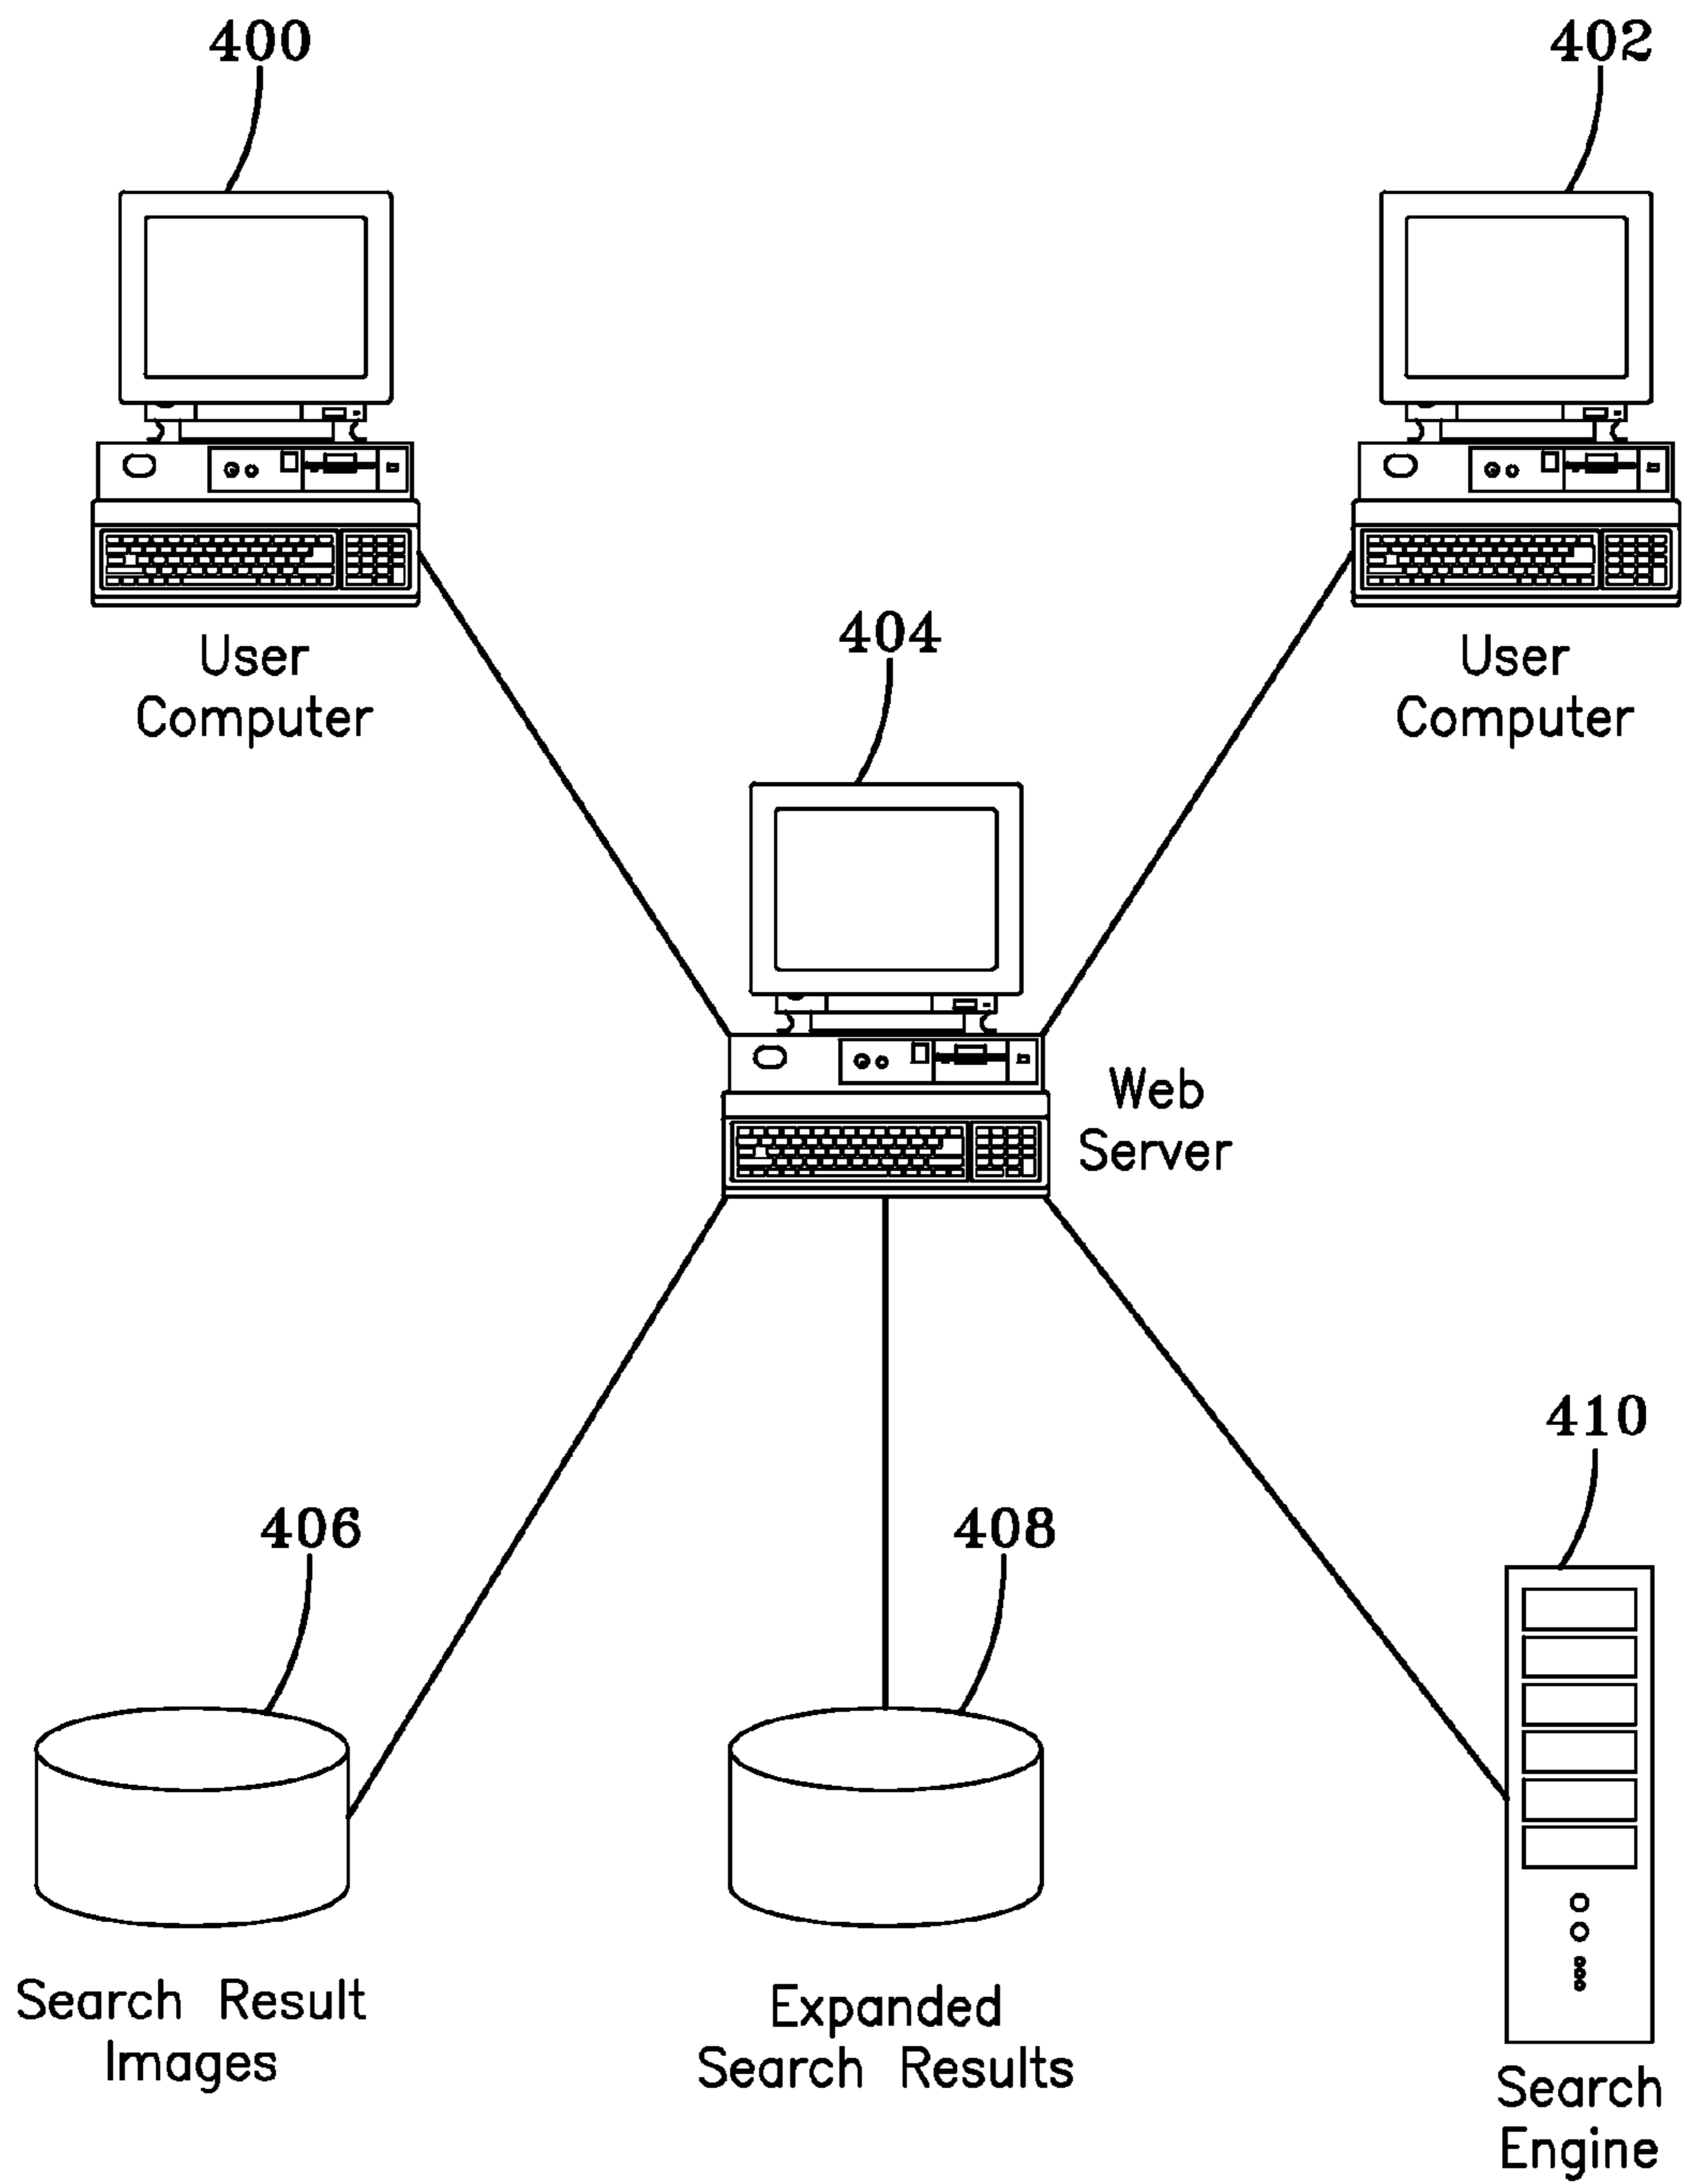 400
402
User
Computer
User
Computer
404
Web
Server
410
406
408
Search Result
Images
Expanded
Search Results
Search
Engine